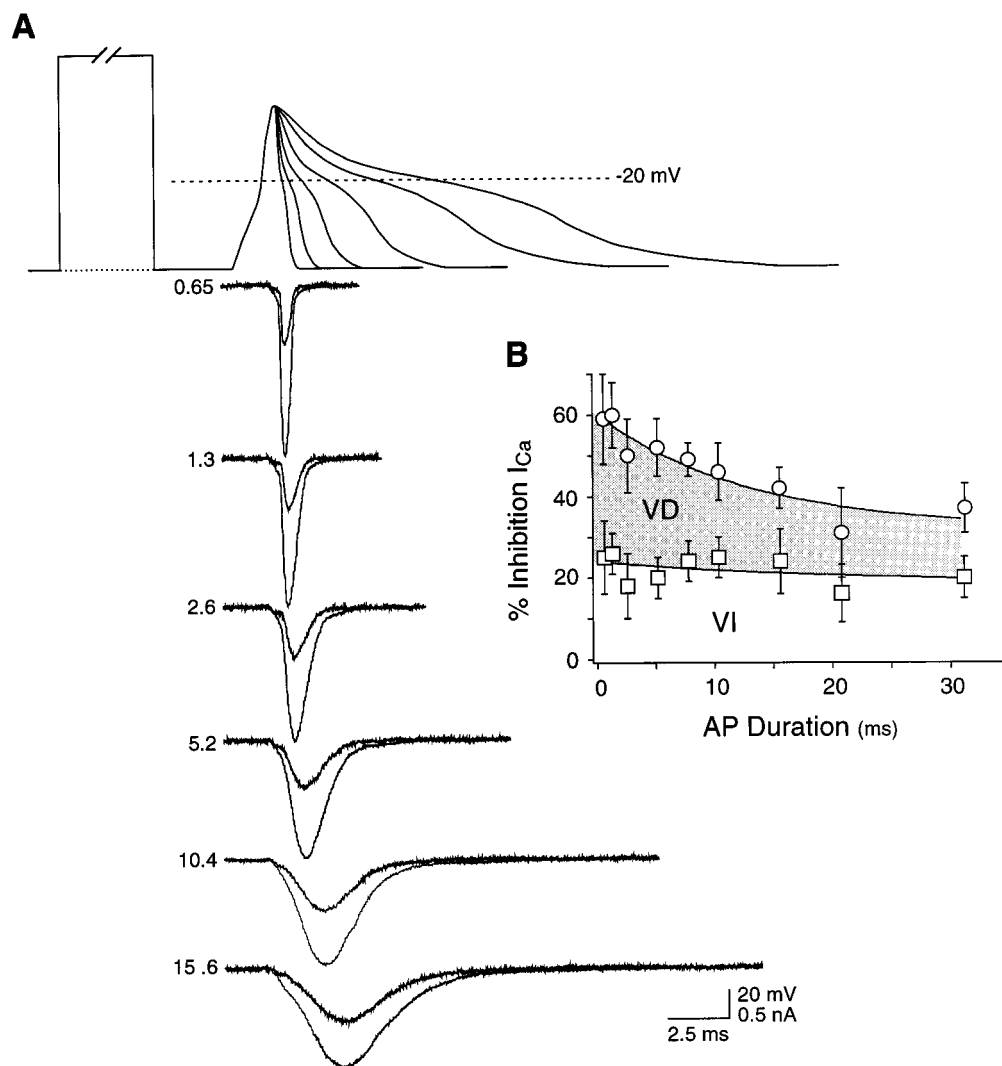 A
-20 mV
0.65
1.3
2.6
5.2
10.4
15.6
20 mV
0.5 nA
2.5 ms
B
% Inhibition ICa
60
40
20
0
VD
VI
0 10 20 30
AP Duration (ms)